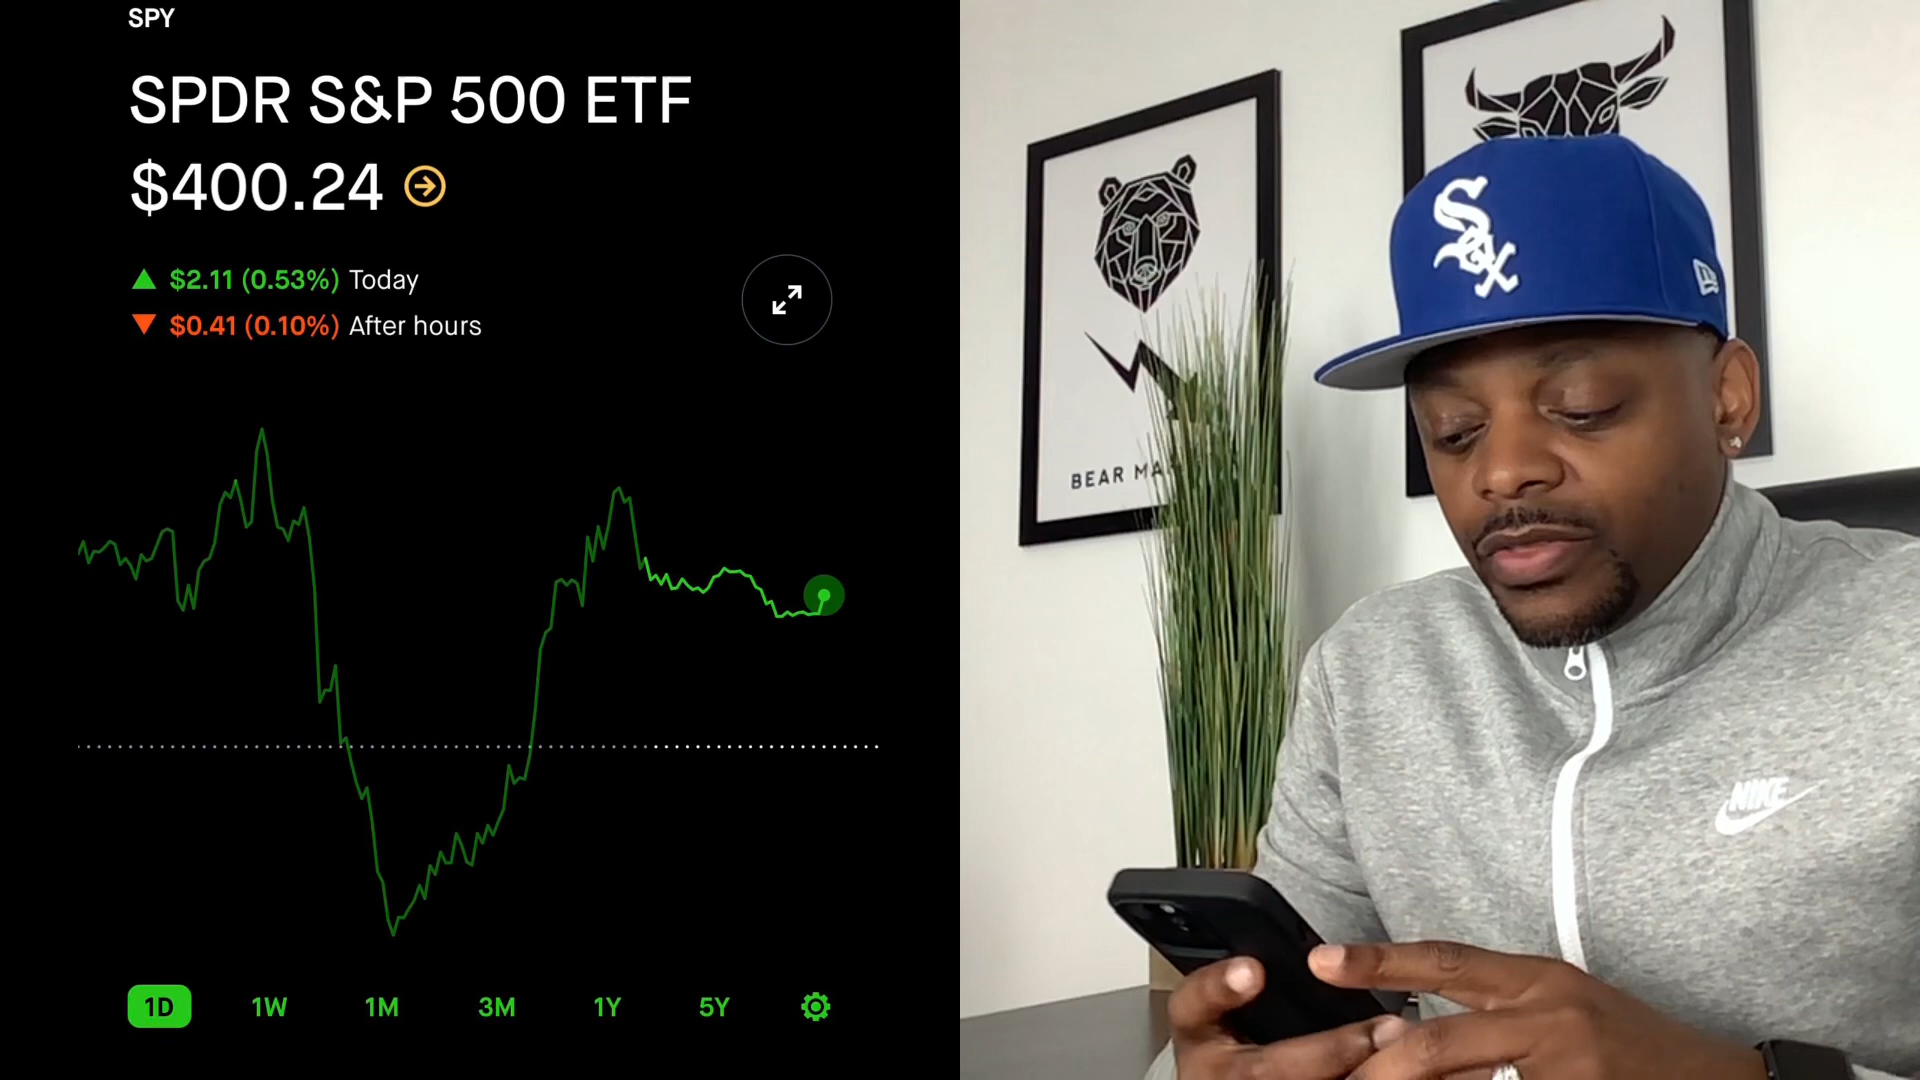 SPY
SPDR S&P 500 ETF
$400.24
$2.11 (0.53%) Today
$0.41 (0.10%) After hours
1D 1W 1M 3M 1Y 5Y
BEAR MA
Sox
NIKE